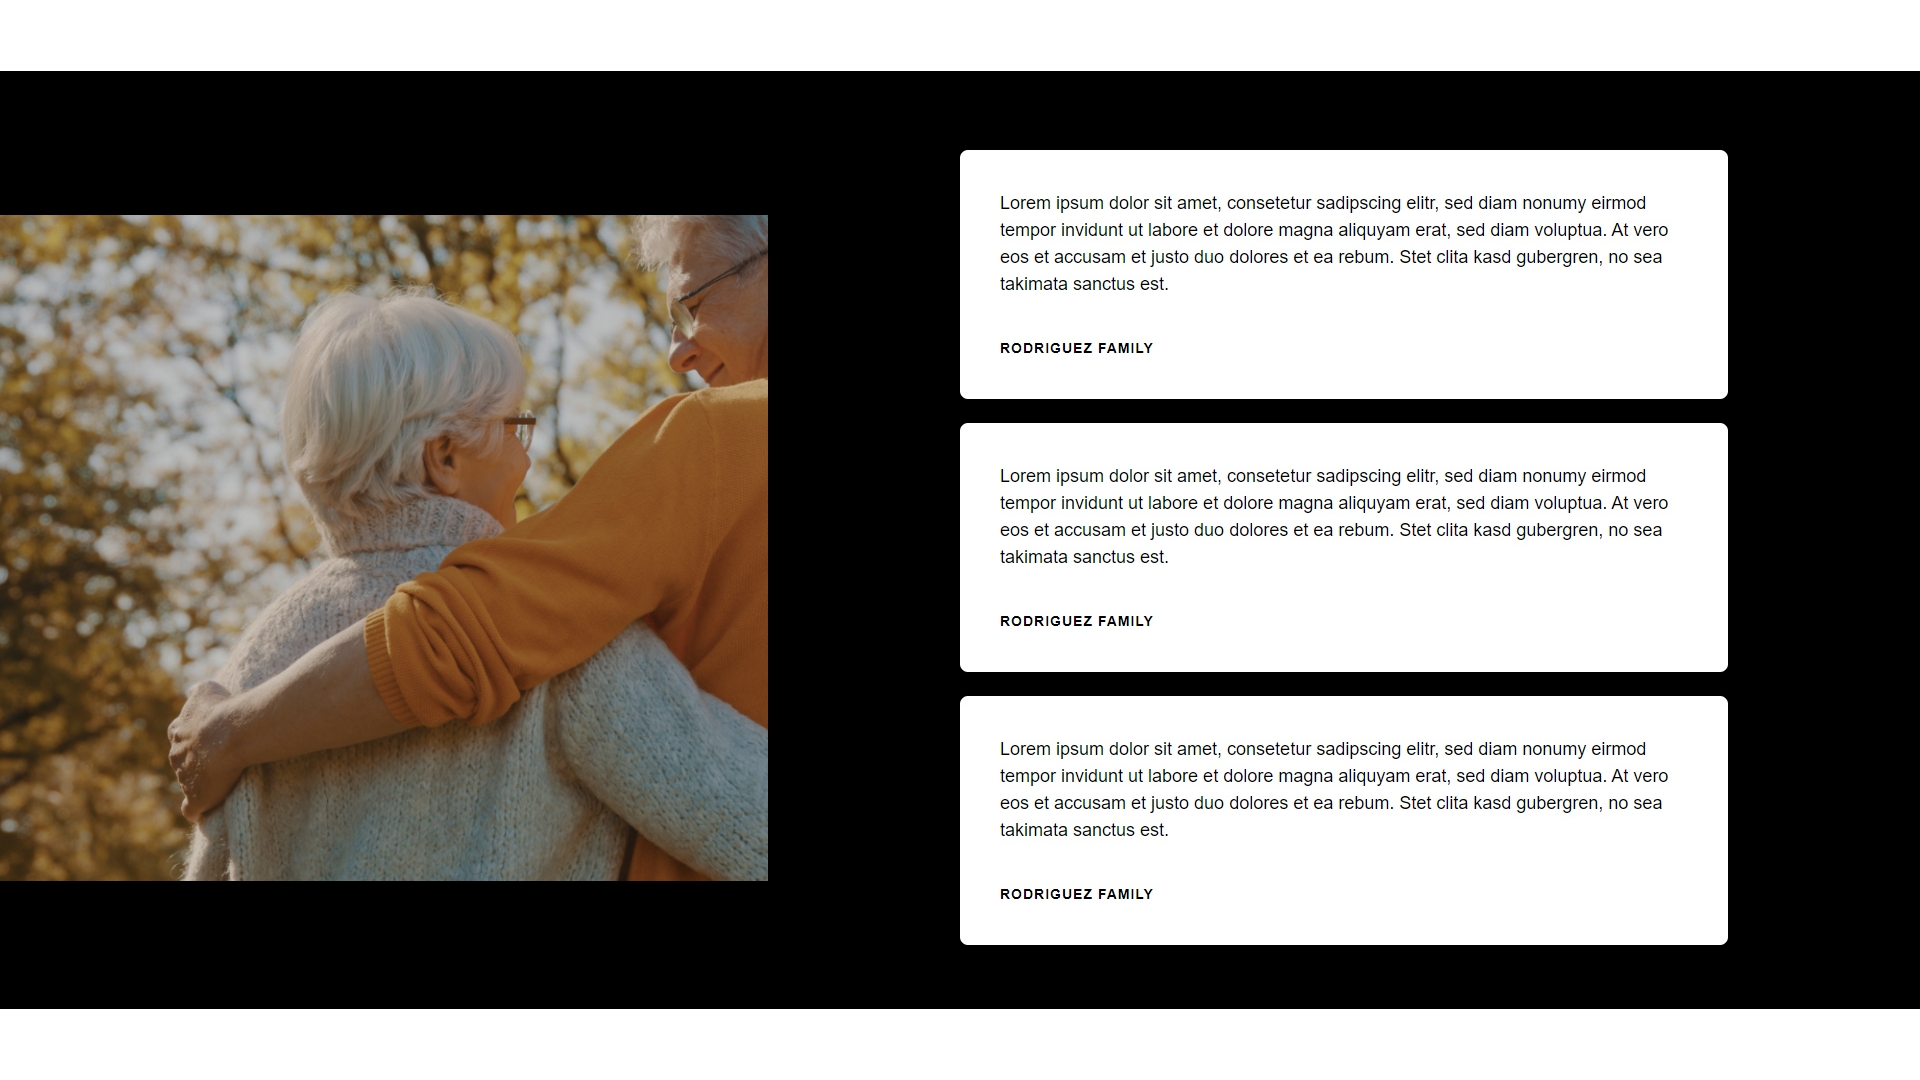 Lorem ipsum dolor sit amet, consetetur sadipscing elitr, sed diam nonumy eirmod
tempor invidunt ut labore et dolore magna aliquyam erat, sed diam voluptua. At vero
eos et accusam et justo duo dolores et ea rebum. Stet clita kasd gubergren, no sea
takimata sanctus est.
RODRIGUEZ FAMILY
Lorem ipsum dolor sit amet, consetetur sadipscing elitr, sed diam nonumy eirmod
tempor invidunt ut labore et dolore magna aliquyam erat, sed diam voluptua. At vero
eos et accusam et justo duo dolores et ea rebum. Stet clita kasd gubergren, no sea
takimata sanctus est.
RODRIGUEZ FAMILY
Lorem ipsum dolor sit amet, consetetur sadipscing elitr, sed diam nonumy eirmod
tempor invidunt ut labore et dolore magna aliquyam erat, sed diam voluptua. At vero
eos et accusam et justo duo dolores et ea rebum. Stet clita kasd gubergren, no sea
takimata sanctus est.
RODRIGUEZ FAMILY